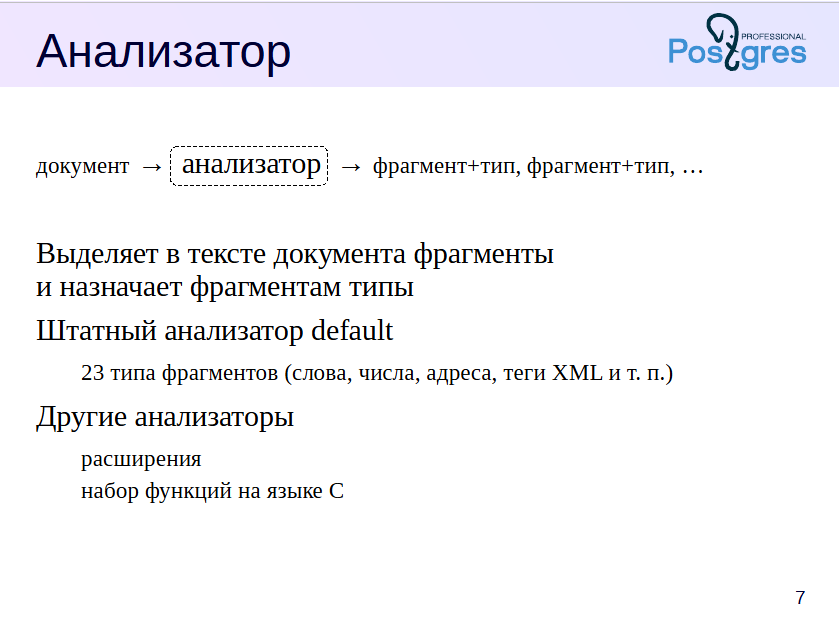 Анализатор
PROFESSIONAL
Postgres
документ → анализатор → фрагмент+тип, фрагмент+тип, …
Выделяет в тексте документа фрагменты
и назначает фрагментам типы
Штатный анализатор default
23 типа фрагментов (слова, числа, адреса, теги XML и т. п.)
Другие анализаторы
расширения
набор функций на языке C
7